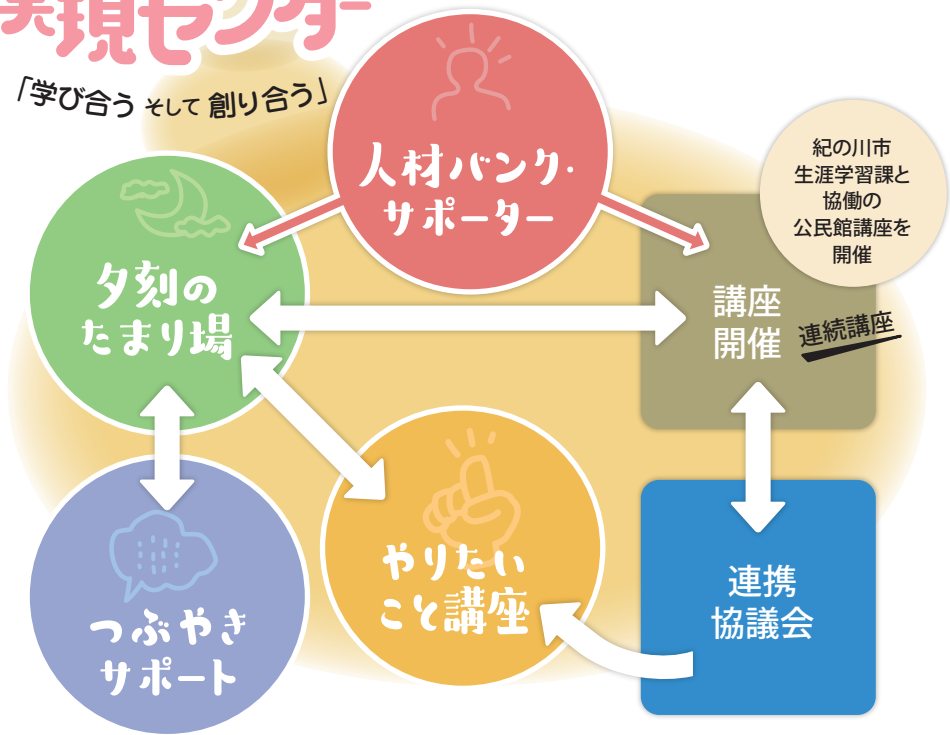 実現センター
「学び合う そして 創り合う」
人材バンク・
サポーター
紀の川市
生涯学習課と
協働の
公民館講座を
開催
夕刻の
たまり場
講座
開催
連続講座
やりたい
こと講座
連携
協議会
つぶやき
サポート